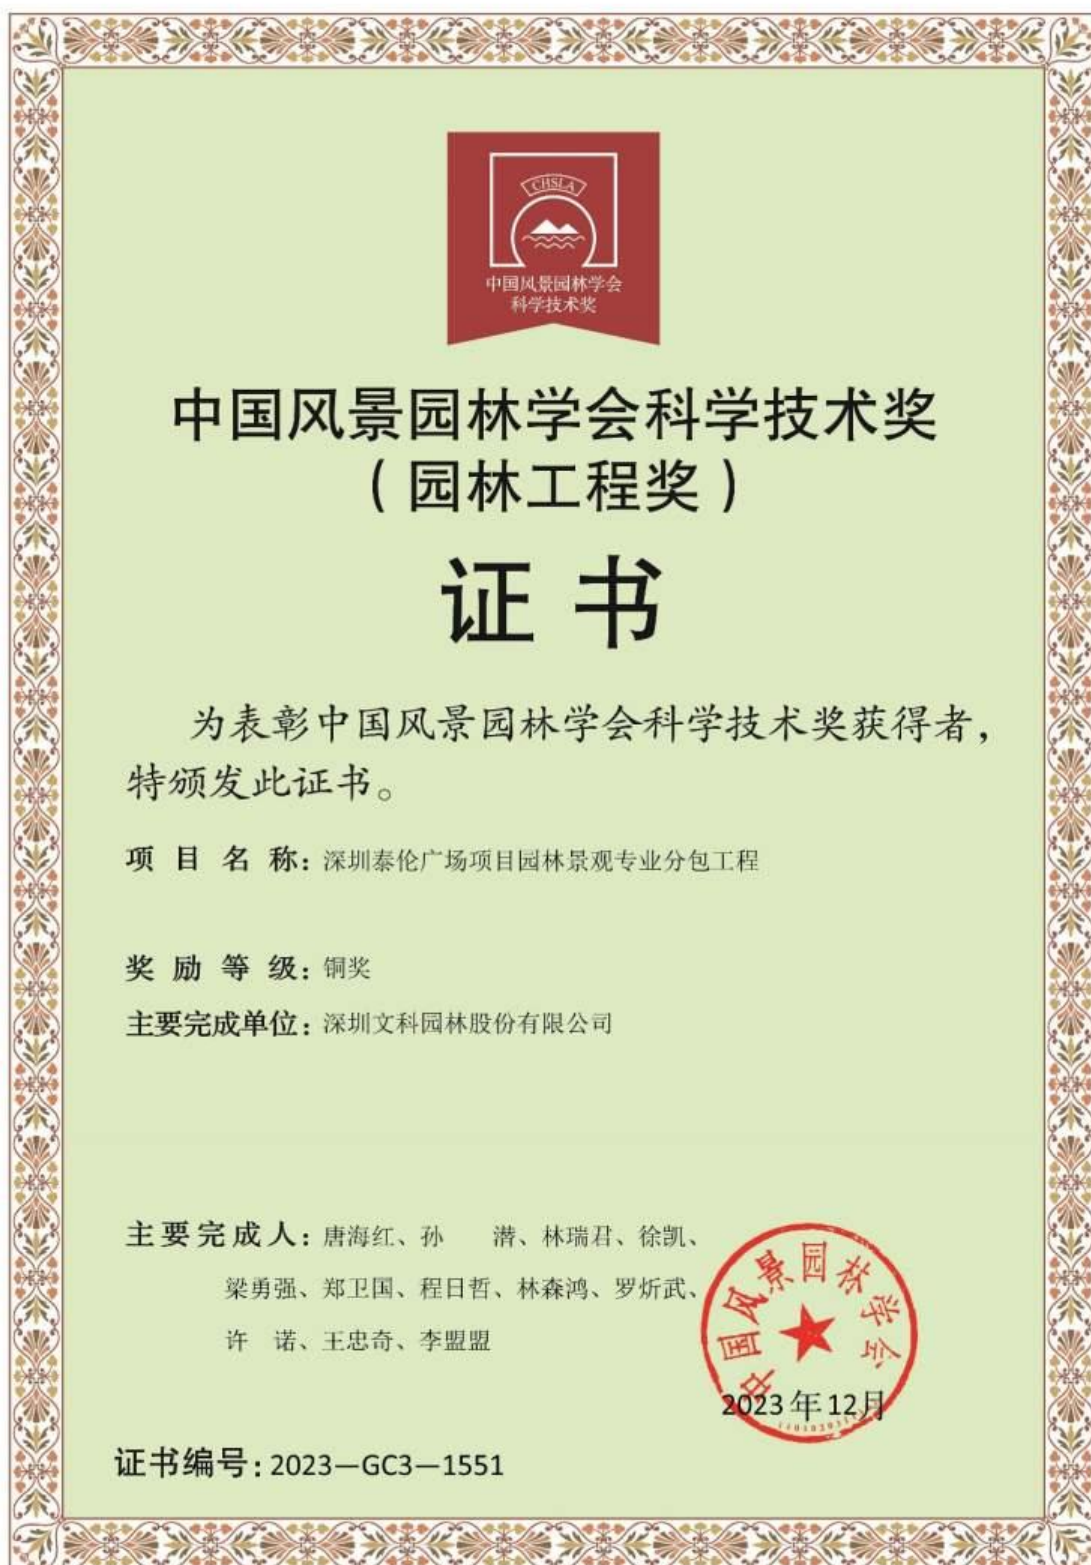 CHSLA
中国风景园林学会
科学技术奖
中国风景园林学会科学技术奖
（园林工程奖）
证书
为表彰中国风景园林学会科学技术奖获得者，
特颁发此证书。
项目名称：深圳泰伦广场项目园林景观专业分包工程
奖励等级：铜奖
主要完成单位：深圳文科园林股份有限公司
主要完成人：唐海红、孙 潜、林瑞君、徐凯、
梁勇强、郑卫国、程日哲、林森鸿、罗炘武、
许 诺、王忠奇、李盟盟
中国风景园林学会
2023年12月
证书编号：2023—GC3—1551